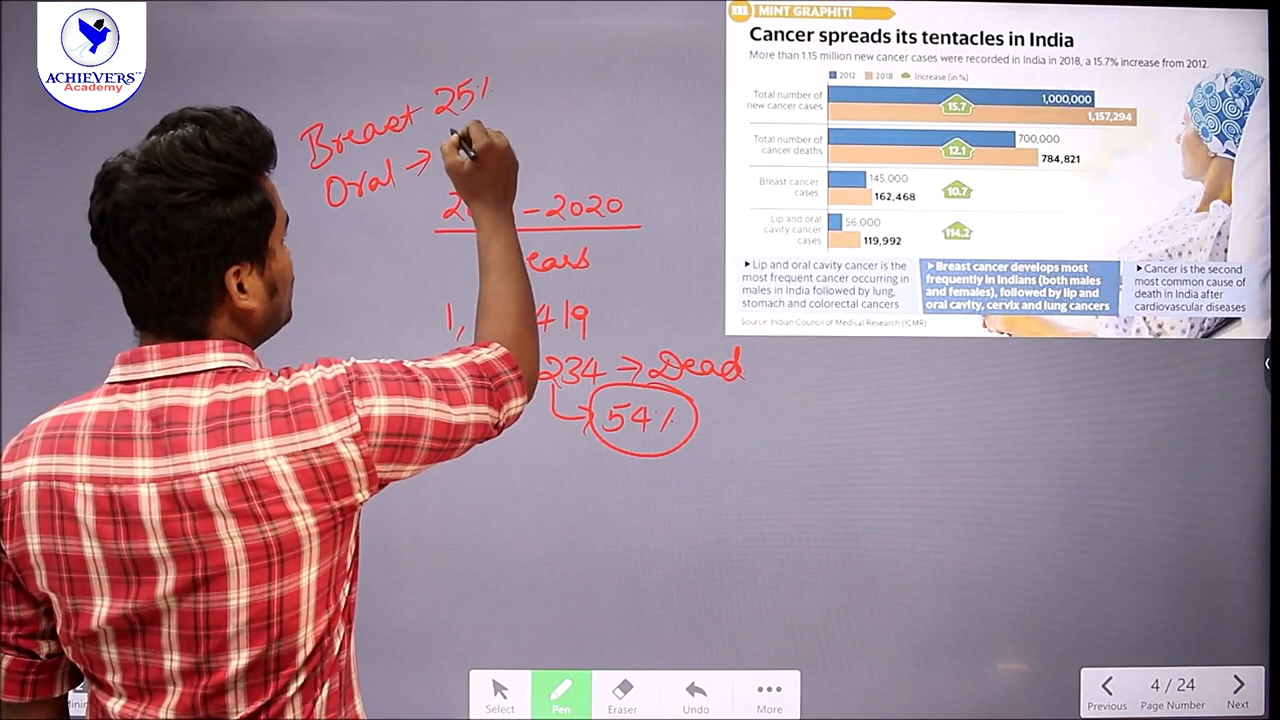 ACHIEVERS
Academy
Breast 25%
Oral →
- 2020
419
234 → Dead
54%
m MINT GRAPHITI
Cancer spreads its tentacles in India
More than 1.15 million new cancer cases were recorded in India in 2018, a 15.7% increase from 2012.
2012 2018 Increase (in %)
Total number of
new cancer cases
1,000,000
15.7
1,157,294
Total number of
cancer deaths
700,000
12.1
784,821
Breast cancer
cases
145,000
10.7
162,468
Lip and oral
cavity cancer
cases
56,000
114.2
119,992
▶ Lip and oral cavity cancer is the
most frequent cancer occurring in
males in India followed by lung,
stomach and colorectal cancers
▶ Breast cancer develops most
frequently in Indians (both males
and females), followed by lip and
oral cavity, cervix and lung cancers
▶ Cancer is the second
most common cause of
death in India after
cardiovascular diseases
Source: Indian Council of Medical Research (ICMR)
Select
Pen
Eraser
Undo
More
Previous
4 / 24
Page Number
Next